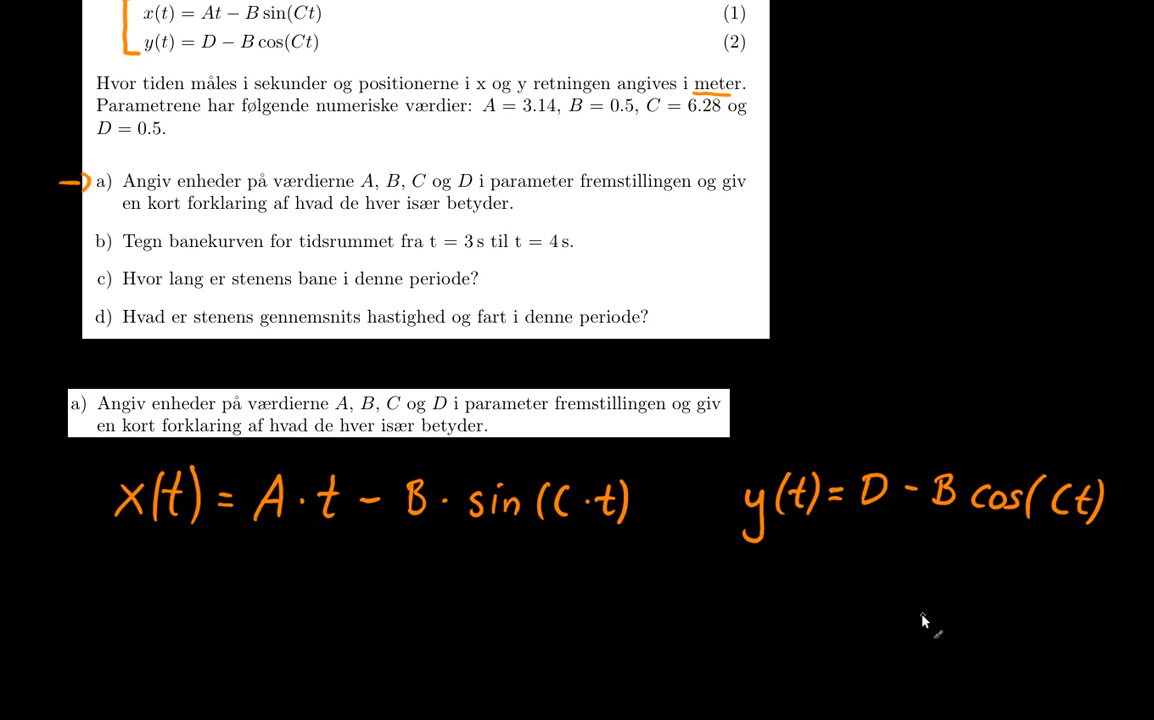 x(t) = At − B sin(Ct) (1)
y(t) = D − B cos(Ct) (2)
Hvor tiden måles i sekunder og positionerne i x og y retningen angives i meter.
Parametrene har følgende numeriske værdier: A = 3.14, B = 0.5, C = 6.28 og
D = 0.5.
a) Angiv enheder på værdierne A, B, C og D i parameter fremstillingen og giv
en kort forklaring af hvad de hver især betyder.
b) Tegn banekurven for tidsrummet fra t = 3 s til t = 4 s.
c) Hvor lang er stenens bane i denne periode?
d) Hvad er stenens gennemsnits hastighed og fart i denne periode?
a) Angiv enheder på værdierne A, B, C og D i parameter fremstillingen og giv
en kort forklaring af hvad de hver især betyder.
x(t) = A · t − B · sin (C · t) y(t) = D − B cos( Ct)